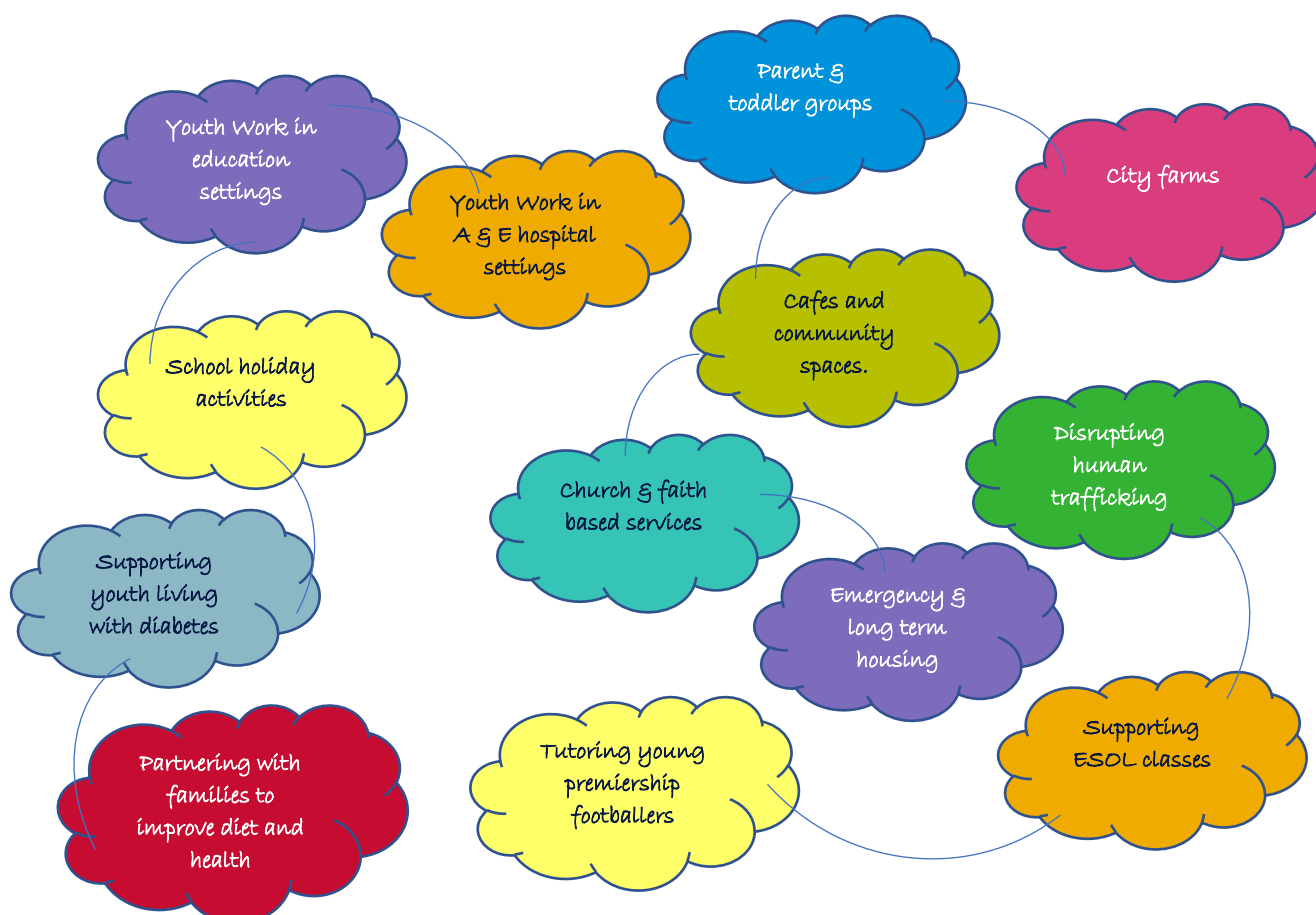 Parent &
toddler groups
Youth Work in
education
settings
City farms
Youth Work in
A & E hospital
settings
Cafes and
community
spaces.
School holiday
activities
Disrupting
human
trafficking
Church & faith
based services
Supporting
youth living
with diabetes
Emergency &
long term
housing
Supporting
ESOL classes
Tutoring young
premiership
footballers
Partnering with
families to
improve diet and
health